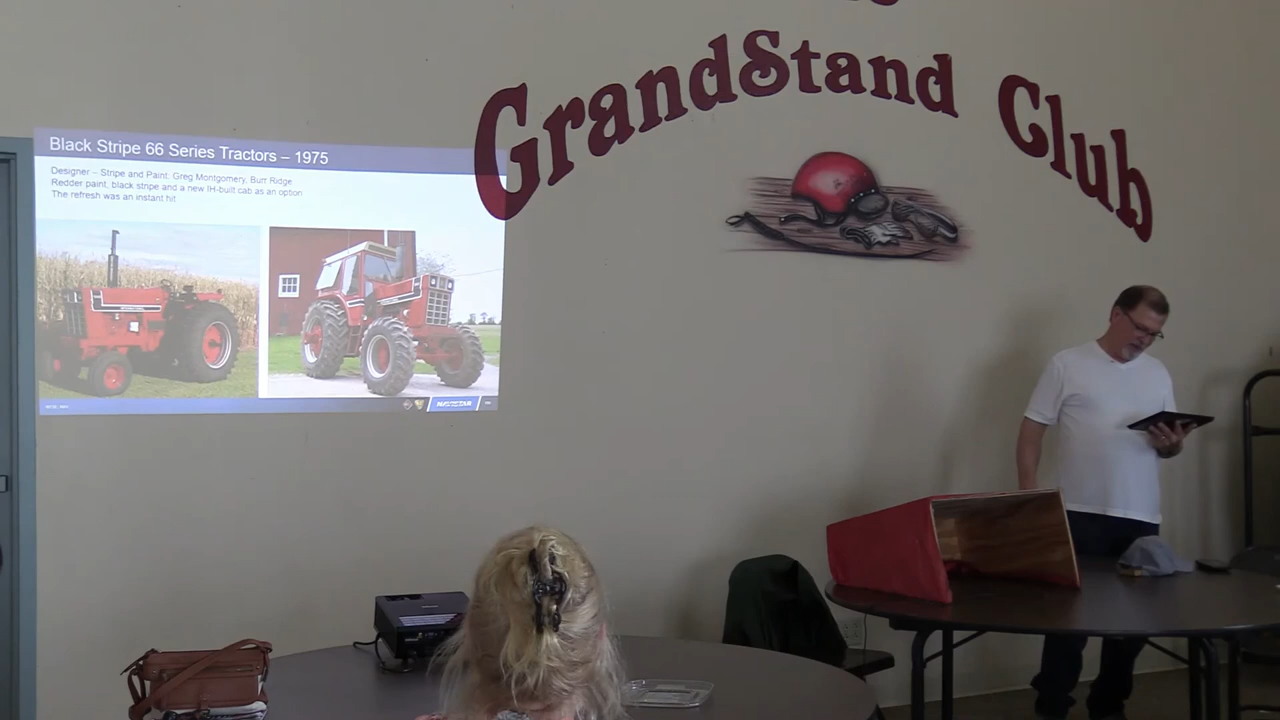 GrandStand Club
Black Stripe 66 Series Tractors – 1975
Designer – Stripe and Paint: Greg Montgomery, Burr Ridge
Redder paint, black stripe and a new IH-built cab as an option
The refresh was an instant hit
NAVISTAR